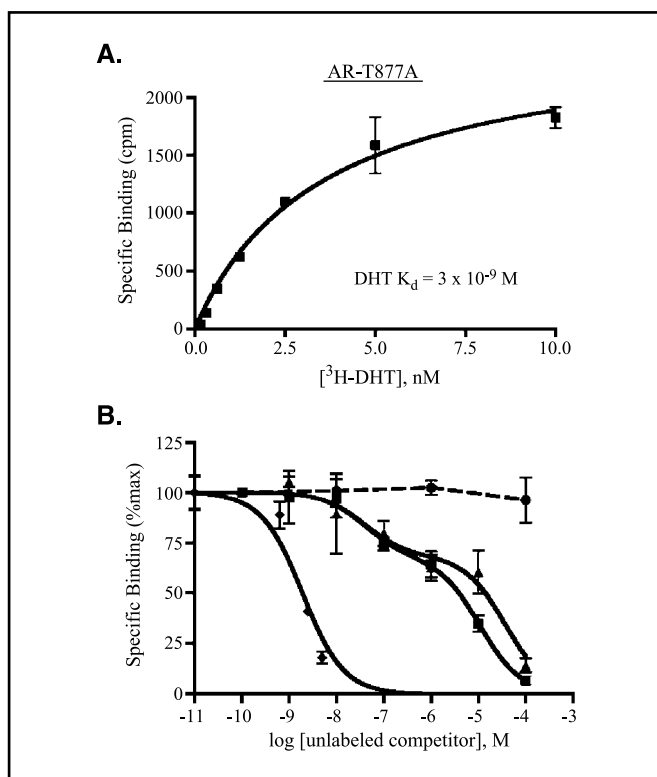 A.
AR-T877A
Specific Binding (cpm)
2000
1500
1000
500
0
DHT Kd = 3 x 10-9 M
0.0 2.5 5.0 7.5 10.0
[3H-DHT], nM
B.
Specific Binding (%max)
125
100
75
50
25
0
-11 -10 -9 -8 -7 -6 -5 -4 -3
log [unlabeled competitor], M